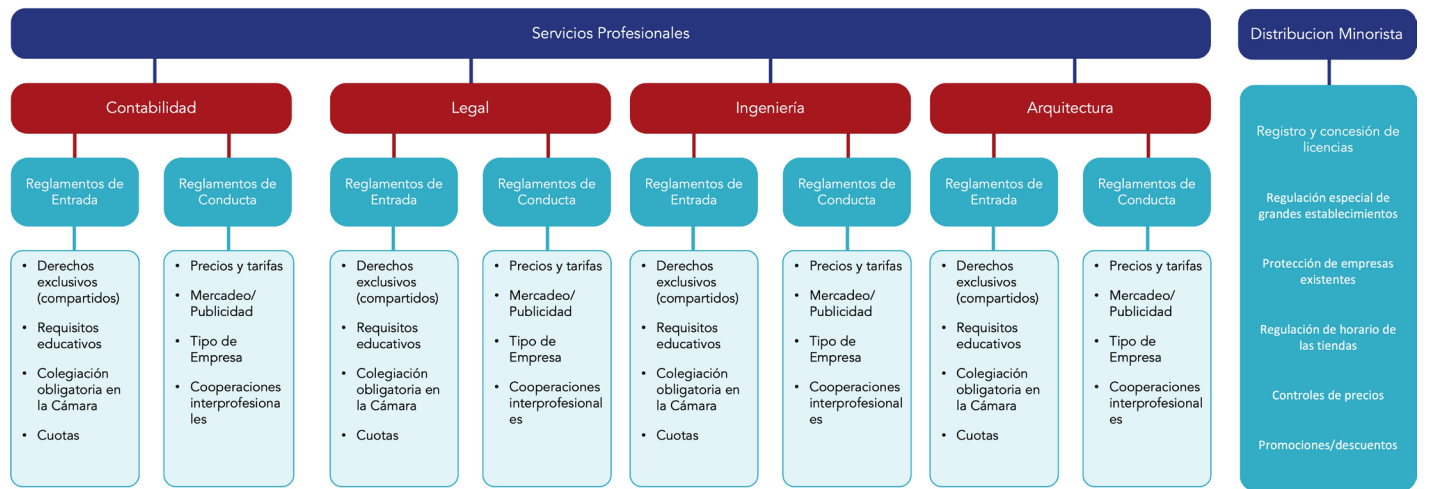 Servicios Profesionales
Distribucion Minorista
Contabilidad
Legal
Ingeniería
Arquitectura
Reglamentos de
Entrada
Reglamentos de
Conducta
Reglamentos de
Entrada
Reglamentos de
Conducta
Reglamentos de
Entrada
Reglamentos de
Conducta
Reglamentos de
Entrada
Reglamentos de
Conducta
• Derechos
exclusivos
(compartidos)
• Requisitos
educativos
• Colegiación
obligatoria en
la Cámara
• Cuotas
• Precios y tarifas
• Mercadeo/
Publicidad
• Tipo de
Empresa
• Cooperaciones
interprofesiona
les
• Derechos
exclusivos
(compartidos)
• Requisitos
educativos
• Colegiación
obligatoria en
la Cámara
• Cuotas
• Precios y tarifas
• Mercadeo/
Publicidad
• Tipo de
Empresa
• Cooperaciones
interprofesional
es
• Derechos
exclusivos
(compartidos)
• Requisitos
educativos
• Colegiación
obligatoria en
la Cámara
• Cuotas
• Precios y tarifas
• Mercadeo/
Publicidad
• Tipo de
Empresa
• Cooperaciones
interprofesional
es
• Derechos
exclusivos
(compartidos)
• Requisitos
educativos
• Colegiación
obligatoria en
la Cámara
• Cuotas
• Precios y tarifas
• Mercadeo/
Publicidad
• Tipo de
Empresa
• Cooperaciones
interprofesional
es
Registro y concesión de
licencias
Regulación especial de
grandes establecimientos
Protección de empresas
existentes
Regulación de horario de
las tiendas
Controles de precios
Promociones/descuentos